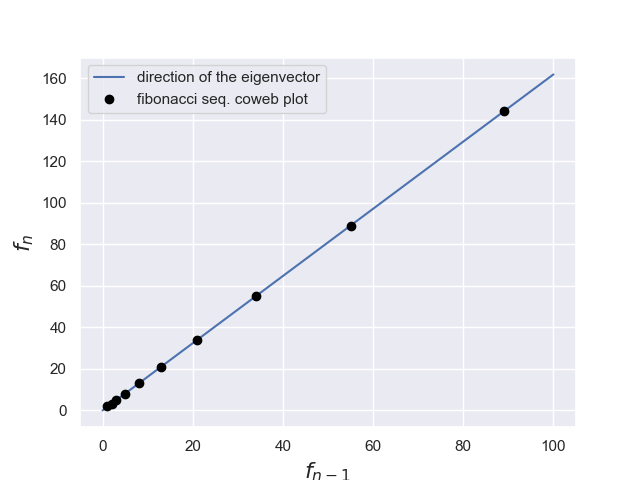 direction of the eigenvector
fibonacci seq. coweb plot
160
140
120
100
80
60
40
20
0
f_n
0 20 40 60 80 100
f_{n−1}